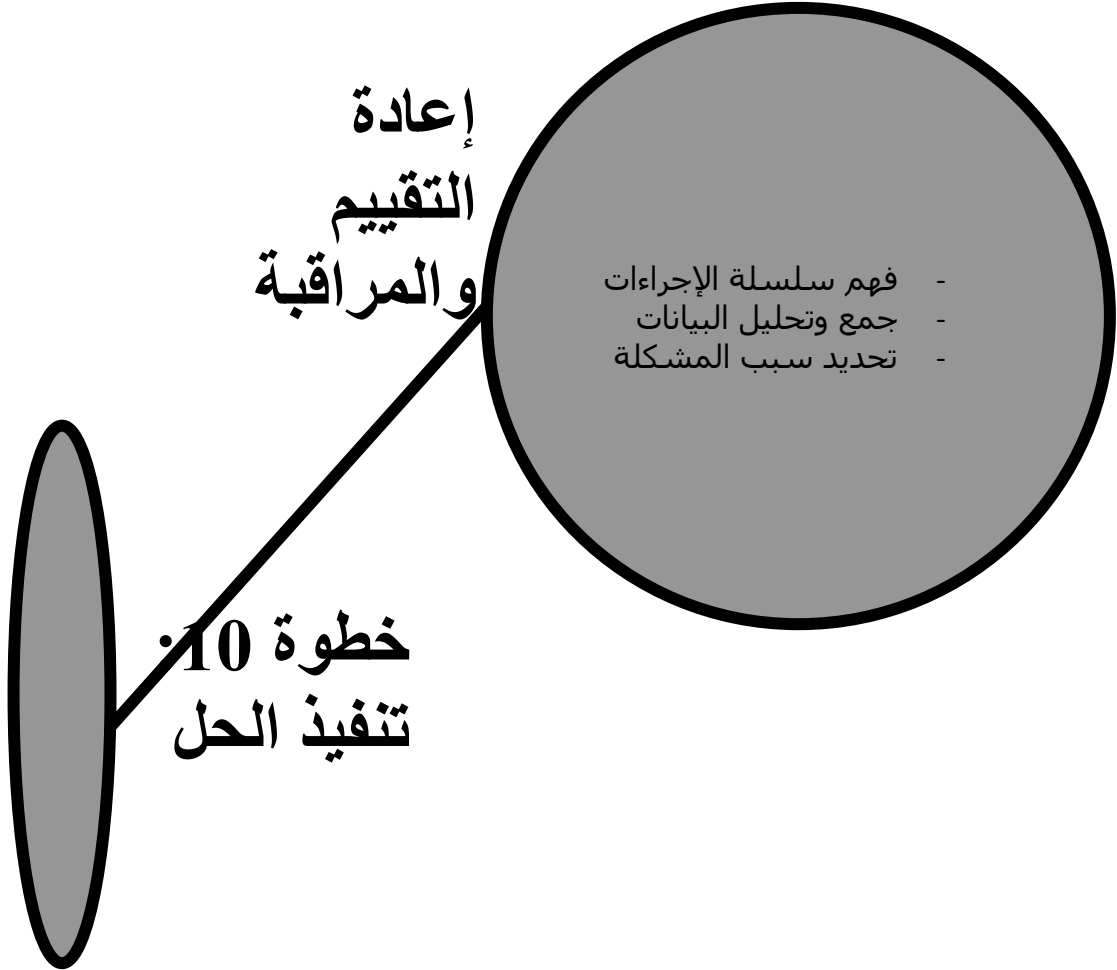 إعادة
التقييم
والمراقبة
- فهم سلسلة الإجراءات
- جمع وتحليل البيانات
- تحديد سبب المشكلة
خطوة 10:
تنفيذ الحل